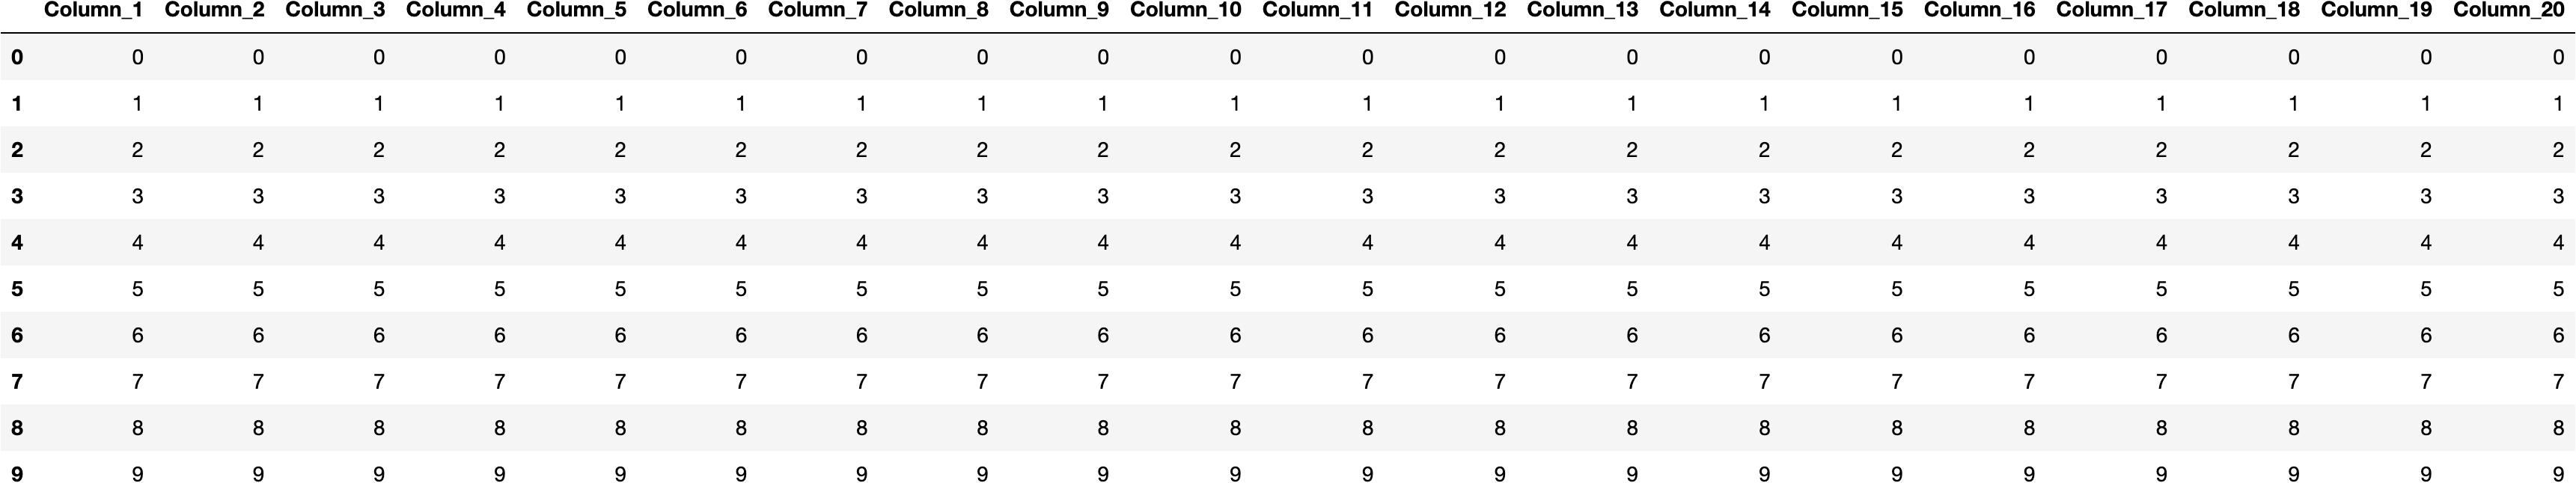 Column_1 Column_2 Column_3 Column_4 Column_5 Column_6 Column_7 Column_8 Column_9 Column_10 Column_11 Column_12 Column_13 Column_14 Column_15 Column_16 Column_17 Column_18 Column_19 Column_20
0 0 0 0 0 0 0 0 0 0 0 0 0 0 0 0 0 0 0 0 0
1 1 1 1 1 1 1 1 1 1 1 1 1 1 1 1 1 1 1 1 1
2 2 2 2 2 2 2 2 2 2 2 2 2 2 2 2 2 2 2 2 2
3 3 3 3 3 3 3 3 3 3 3 3 3 3 3 3 3 3 3 3 3
4 4 4 4 4 4 4 4 4 4 4 4 4 4 4 4 4 4 4 4 4
5 5 5 5 5 5 5 5 5 5 5 5 5 5 5 5 5 5 5 5 5
6 6 6 6 6 6 6 6 6 6 6 6 6 6 6 6 6 6 6 6 6
7 7 7 7 7 7 7 7 7 7 7 7 7 7 7 7 7 7 7 7 7
8 8 8 8 8 8 8 8 8 8 8 8 8 8 8 8 8 8 8 8 8
9 9 9 9 9 9 9 9 9 9 9 9 9 9 9 9 9 9 9 9 9